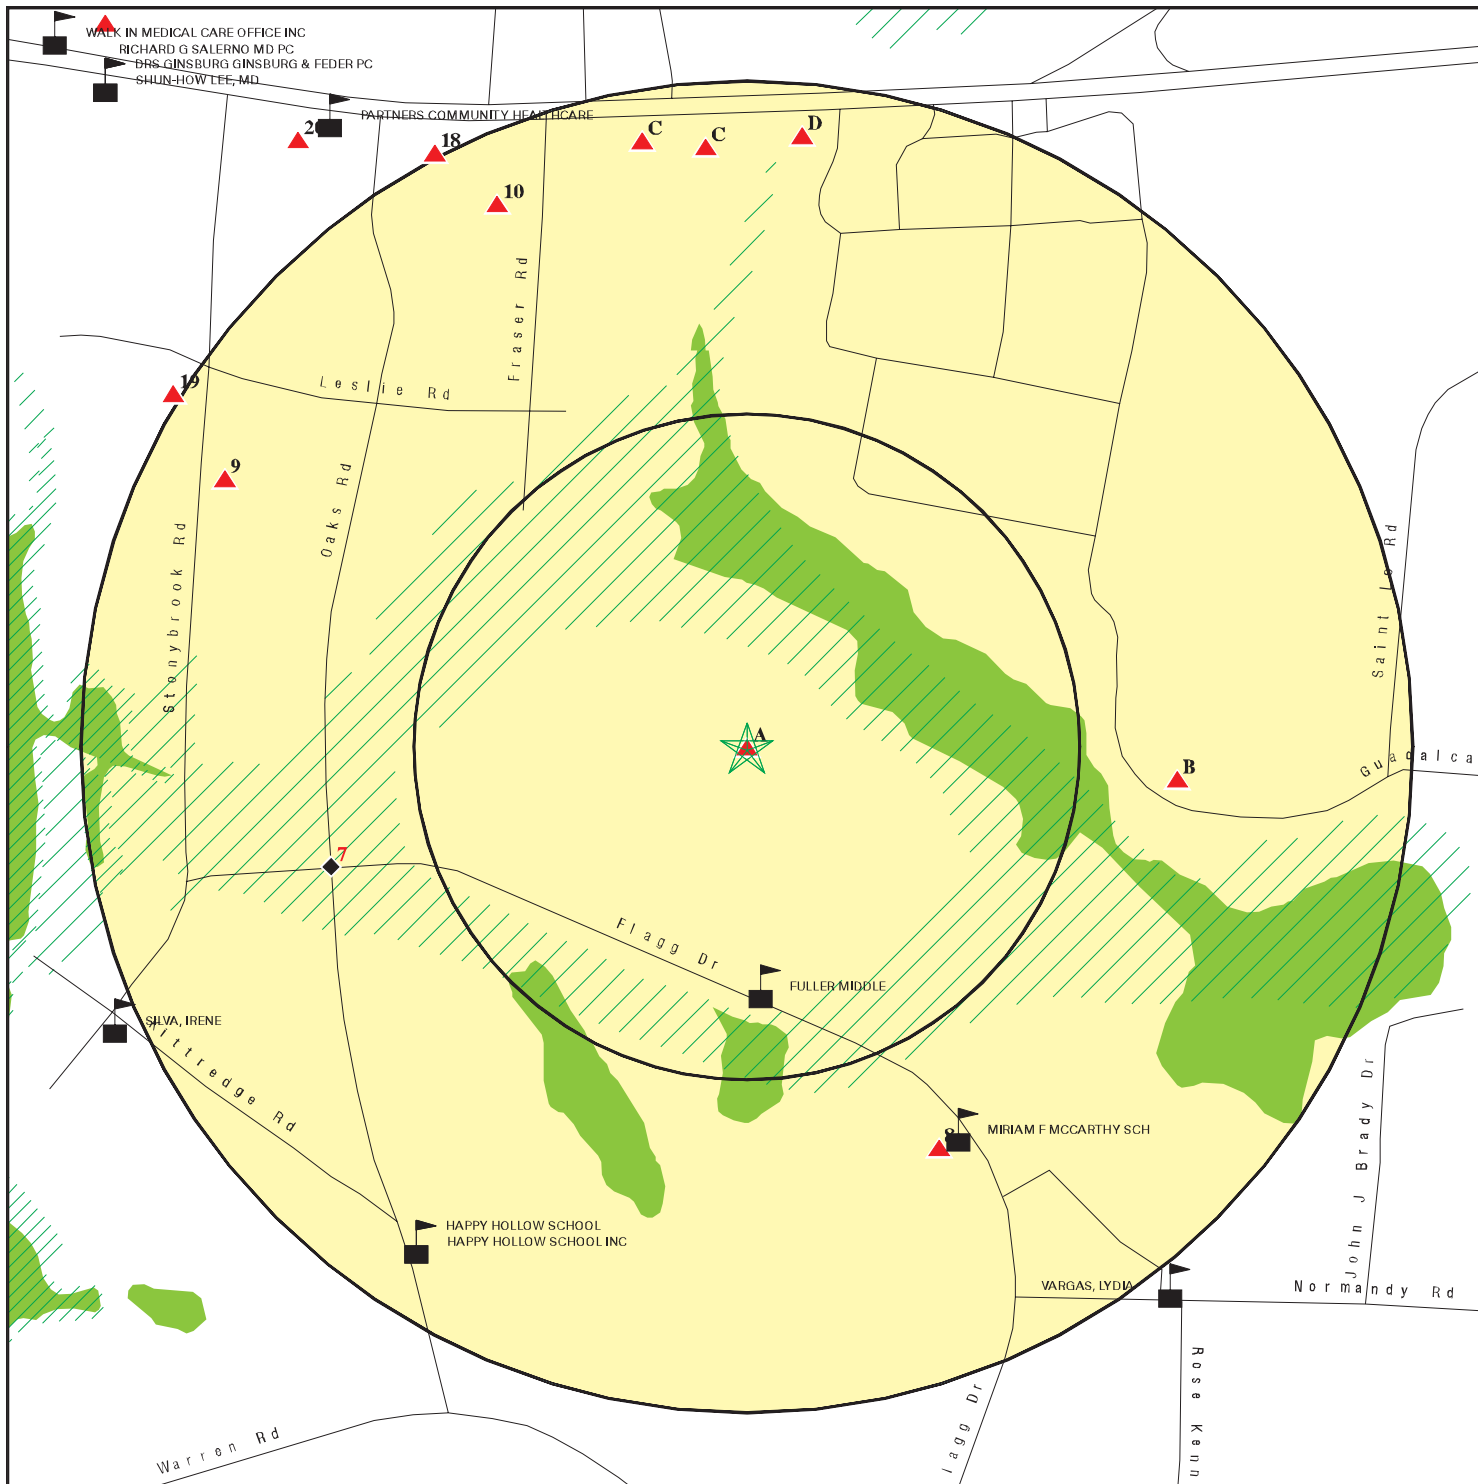 WALK IN MEDICAL CARE OFFICE INC
RICHARD G SALERNO MD PC
DRS GINSBURG GINSBURG & FEDER PC
SHUN-HOW LEE, MD
PARTNERS COMMUNITY HEALTHCARE
18
C
C
D
10
Fraser Rd
Leslie Rd
19
9
Oaks Rd
Stonybrook Rd
Saint Lo Rd
A
B
Guadalca
7
Flagg Dr
FULLER MIDDLE
SILVA, IRENE
ittredge Rd
8
MIRIAM F MCCARTHY SCH
John J Brady Dr
HAPPY HOLLOW SCHOOL
HAPPY HOLLOW SCHOOL INC
VARGAS, LYDIA
Normandy Rd
Rose Kenn
lagg Dr
Warren Rd